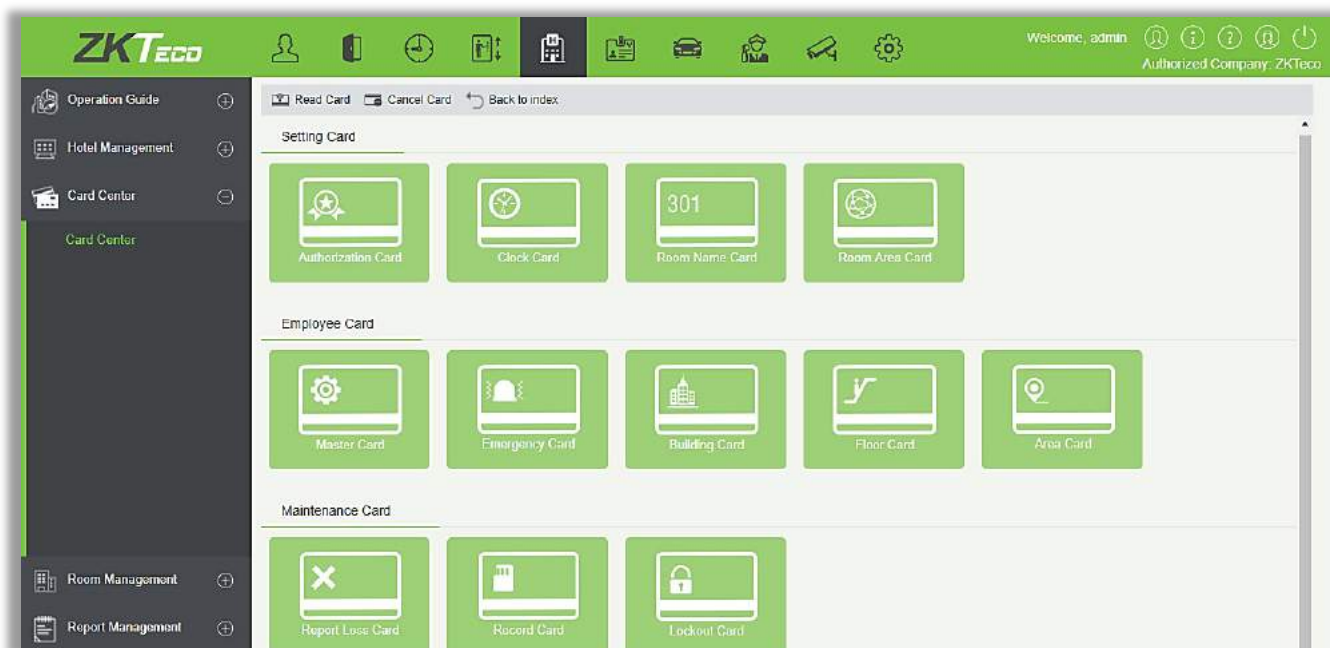 ZKTeco
Welcome, admin
Authorized Company: ZKTeco
Operation Guide
Hotel Management
Card Center
Card Center
Room Management
Report Management
Read Card Cancel Card Back to index
Setting Card
Authorization Card Clock Card 301 Room Name Card Room Area Card
Employee Card
Master Card Emergency Card Building Card Floor Card Area Card
Maintenance Card
Report Loss Card Record Card Lockout Card